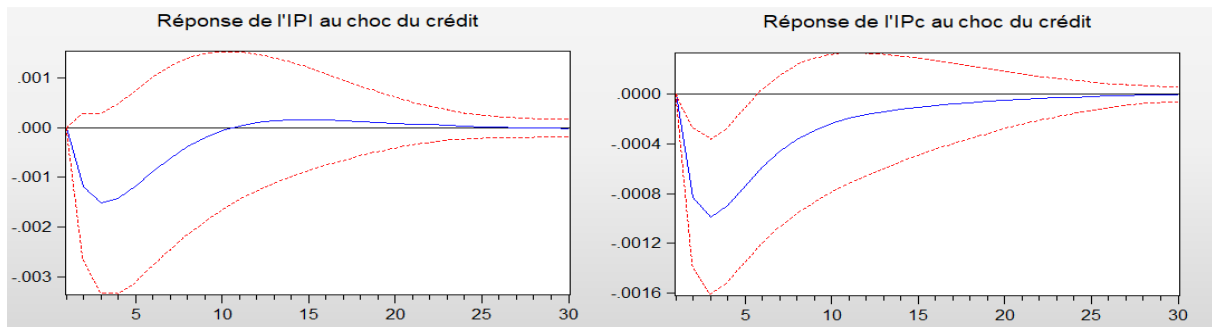 Réponse de l'IPI au choc du crédit
.001
.000
-.001
-.002
-.003
5 10 15 20 25 30
Réponse de l'IPc au choc du crédit
.0000
-.0004
-.0008
-.0012
-.0016
5 10 15 20 25 30